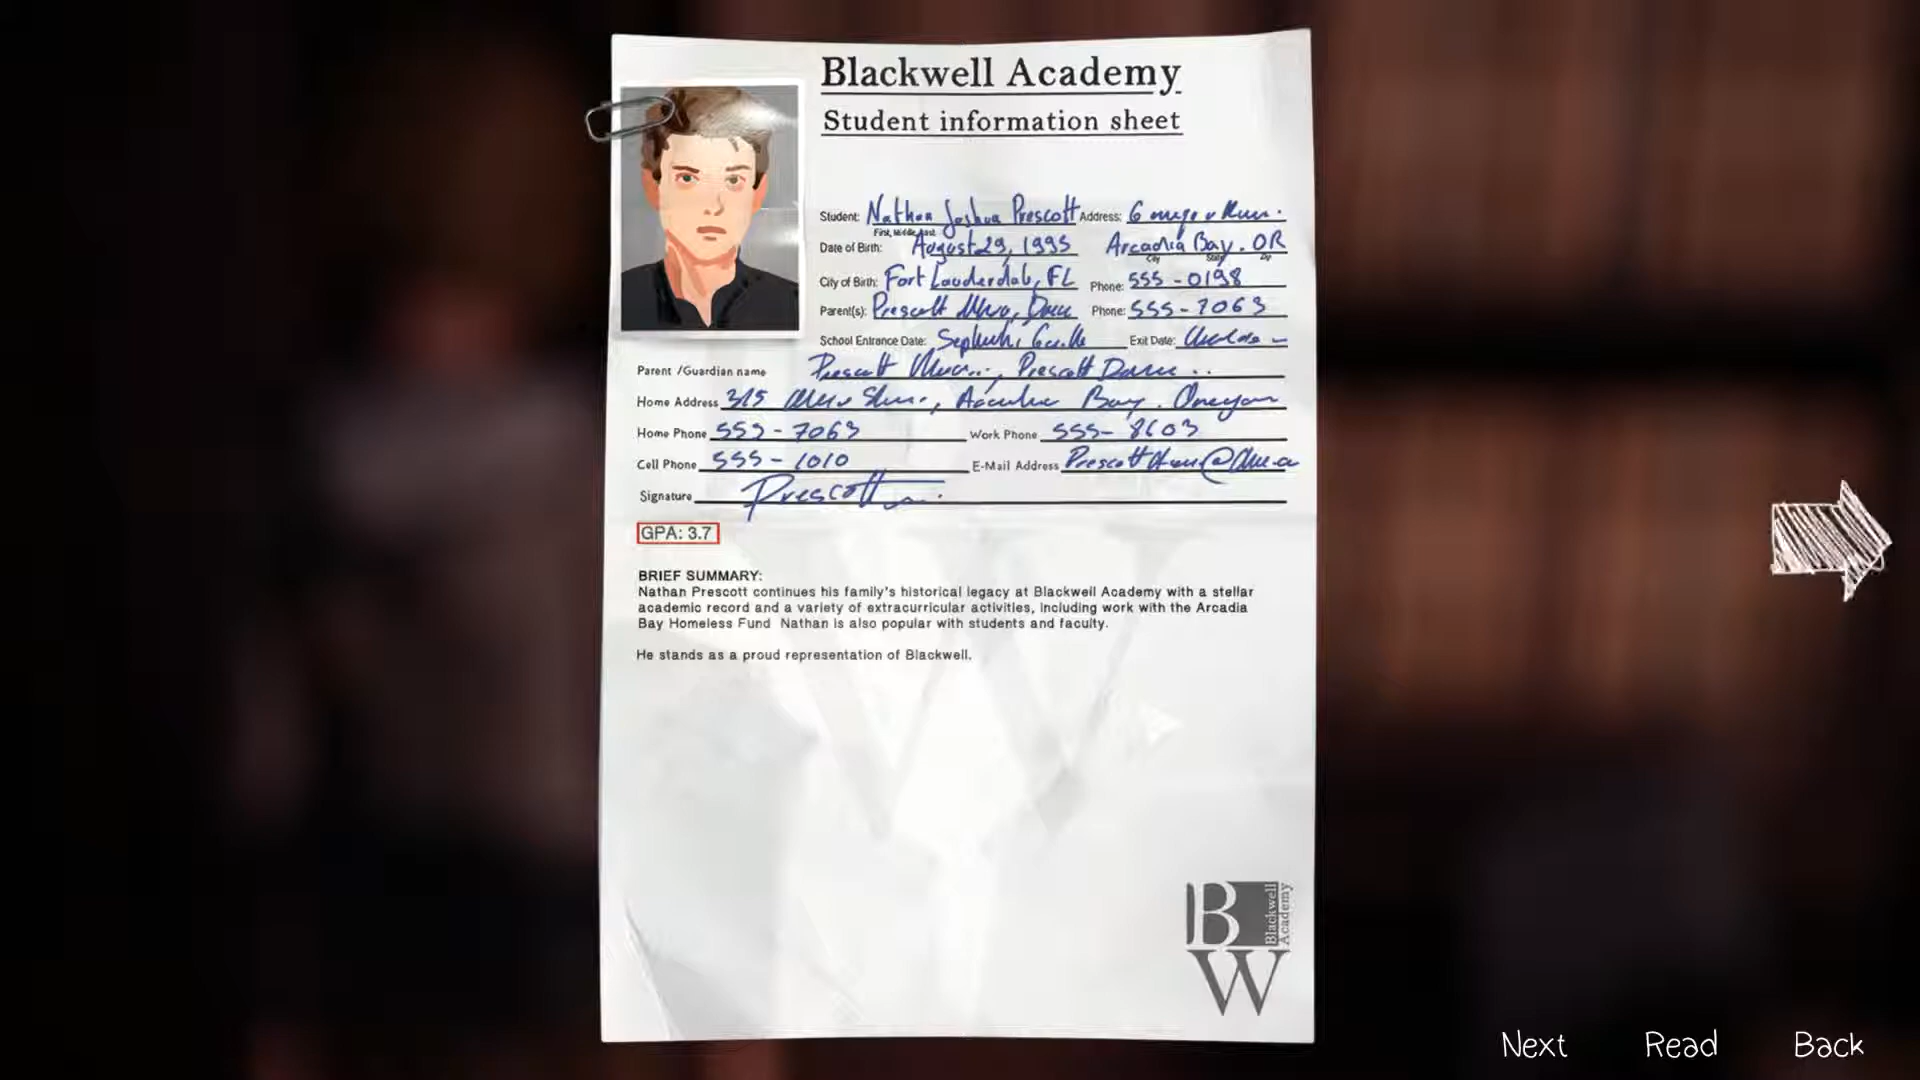 Blackwell Academy
Student information sheet
Student: Nathan Joshua Prescott Address: 6
First, Middle, Last
Date of Birth: August 29, 1995 Arcadia Bay. OR
City State Zip
City of Birth: Fort Lauderdale, FL Phone: 555-0198
Parent(s): Prescott Phone: 555-7063
School Entrance Date: Exit Date:
Parent /Guardian name Prescott Prescott
Home Address 315 Bay. Oregon
Home Phone 555-7063 Work Phone 555-8603
Cell Phone 555-1010 E-Mail Address
Signature Prescott
GPA: 3.7
BRIEF SUMMARY:
Nathan Prescott continues his family's historical legacy at Blackwell Academy with a stellar
academic record and a variety of extracurricular activities, including work with the Arcadia
Bay Homeless Fund Nathan is also popular with students and faculty.
He stands as a proud representation of Blackwell.
B Blackwell Academy
W
Next Read Back